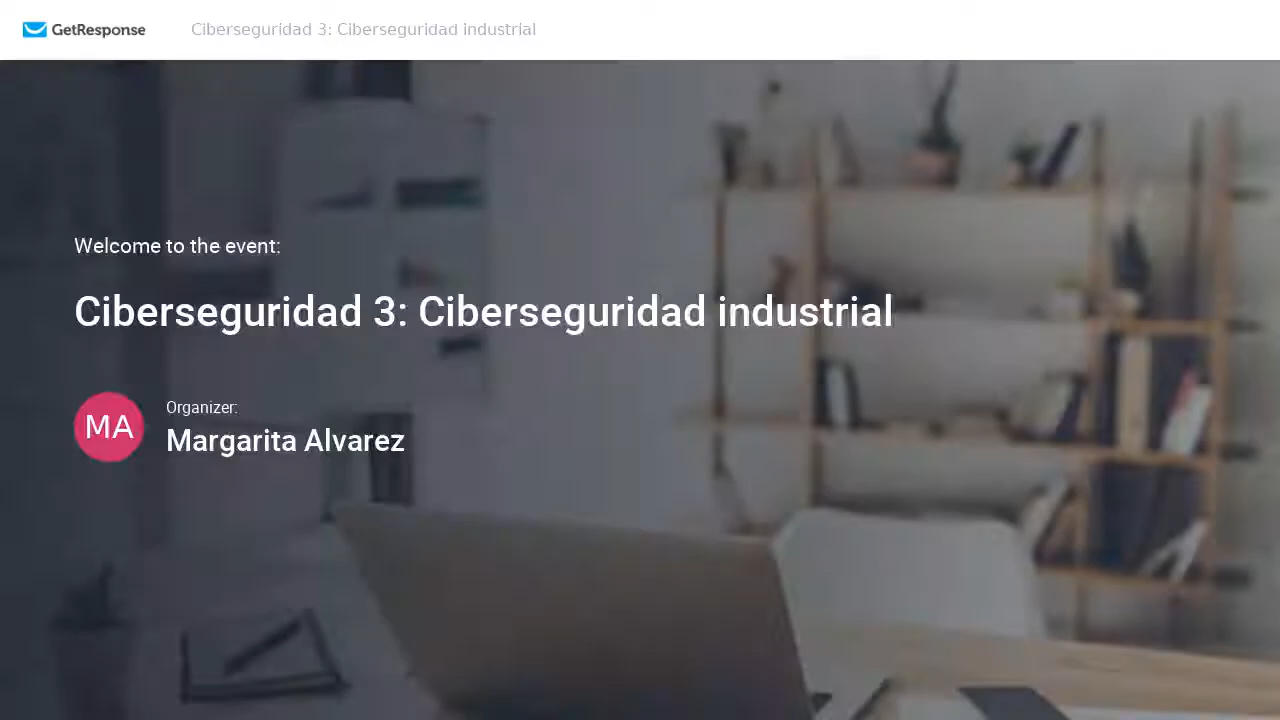 GetResponse
Ciberseguridad 3: Ciberseguridad industrial
Welcome to the event:
Ciberseguridad 3: Ciberseguridad industrial
MA
Organizer:
Margarita Alvarez